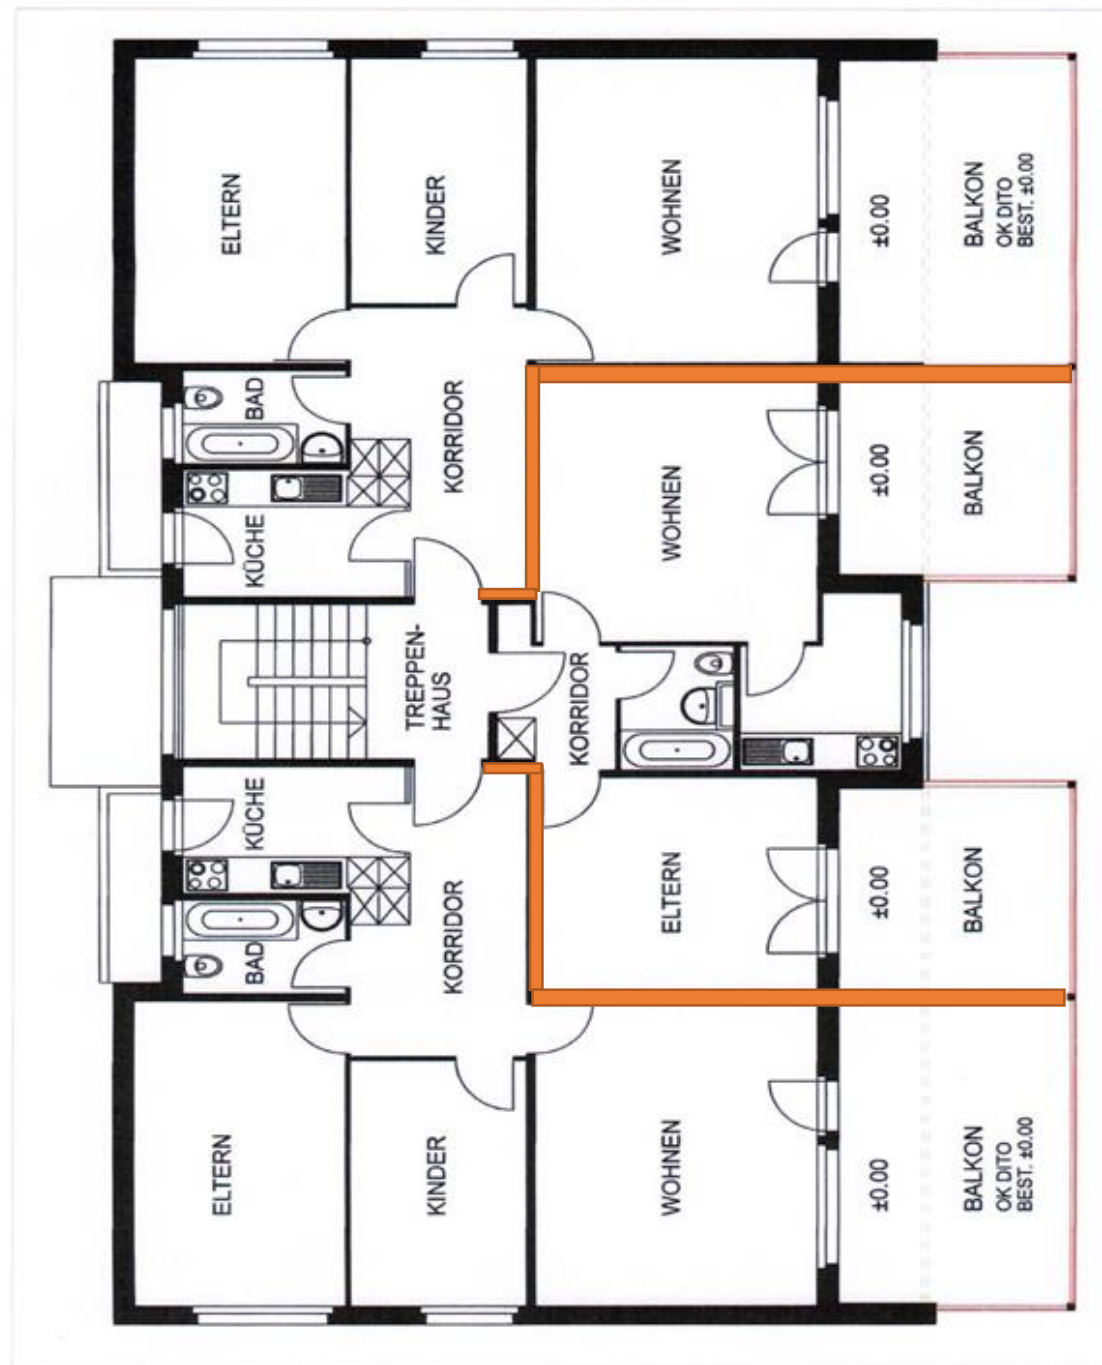 ELTERN
KINDER
WOHNEN
±0.00
BALKON
OK DITO
BEST. ±0.00
BAD
KORRIDOR
KÜCHE
WOHNEN
±0.00
BALKON
TREPPEN-
HAUS
KORRIDOR
KÜCHE
BAD
KORRIDOR
ELTERN
±0.00
BALKON
ELTERN
KINDER
WOHNEN
±0.00
BALKON
OK DITO
BEST. ±0.00